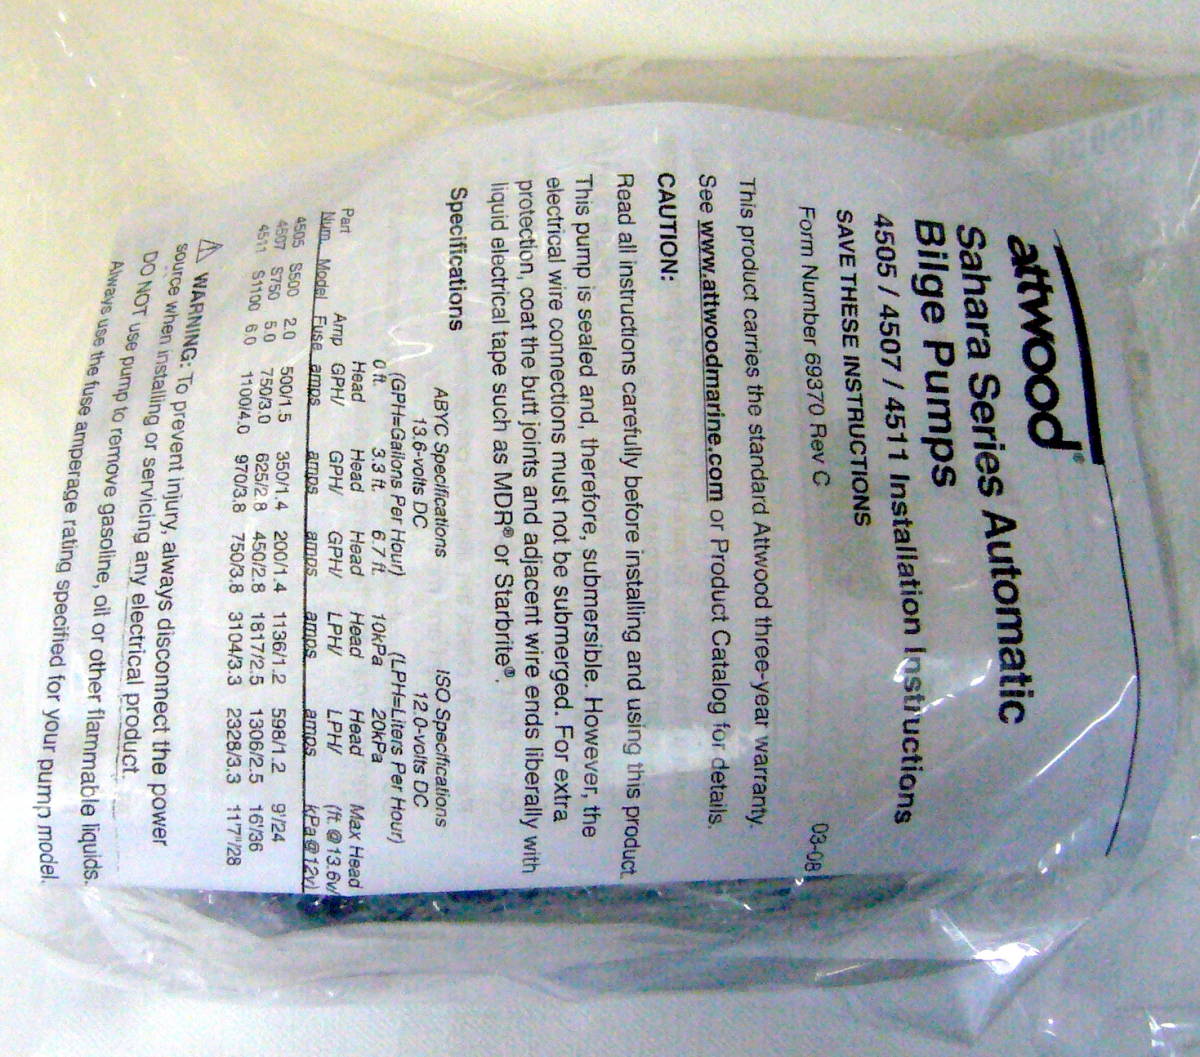 attwood®
Sahara Series Automatic
Bilge Pumps
4505 / 4507 / 4511 Installation Instructions
SAVE THESE INSTRUCTIONS
Form Number 69370 Rev C 03-08
This product carries the standard Attwood three-year warranty.
See www.attwoodmarine.com or Product Catalog for details.
CAUTION:
Read all instructions carefully before installing and using this product.
This pump is sealed and, therefore, submersible. However, the
electrical wire connections must not be submerged. For extra
protection, coat the butt joints and adjacent wire ends liberally with
liquid electrical tape such as MDR® or Starbrite®.
Specifications
ABYC Specifications ISO Specifications
13.6-volts DC 12.0-volts DC
(GPH=Gallons Per Hour) (LPH=Liters Per Hour)
0 ft. 3.3 ft. 6.7 ft. 10kPa 20kPa
Head Head Head Head Head Max Head
Part Amp GPH/ GPH/ GPH/ LPH/ LPH/ (ft @ 13.6v/
Num Model Fuse amps amps amps amps amps kPa@12v)
4505 S500 2.0 500/1.5 350/1.4 200/1.4 1136/1.2 598/1.2 9'/24
4507 S750 5.0 750/3.0 625/2.8 450/2.8 1817/2.5 1306/2.5 16'/36
4511 S1100 6.0 1100/4.0 970/3.8 750/3.8 3104/3.3 2328/3.3 11'7"/28
⚠ WARNING: To prevent injury, always disconnect the power
source when installing or servicing any electrical product.
DO NOT use pump to remove gasoline, oil or other flammable liquids.
Always use the fuse amperage rating specified for your pump model.